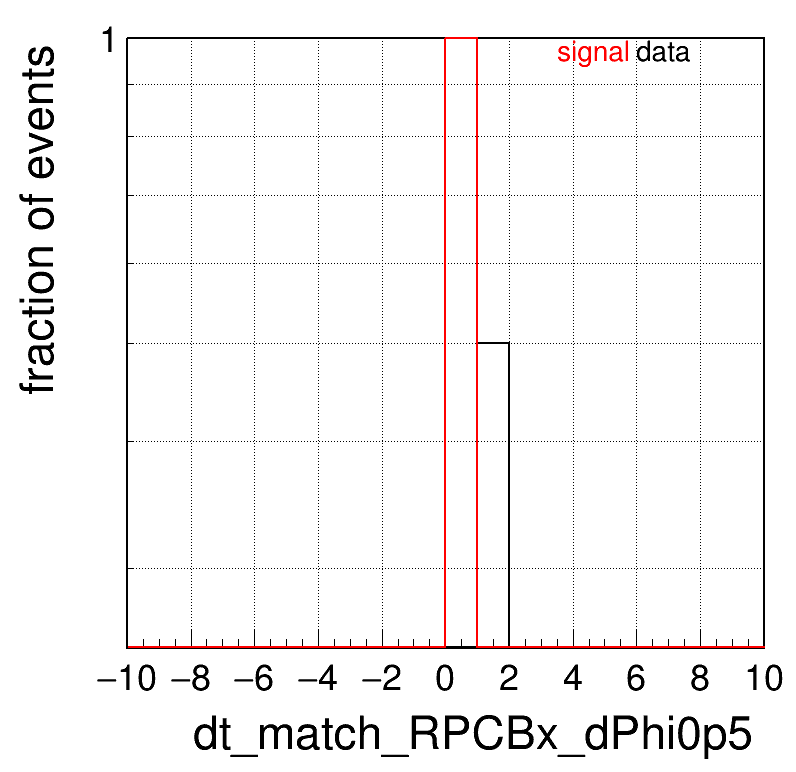 1
signal data
fraction of events
−10 −8 −6 −4 −2 0 2 4 6 8 10
dt_match_RPCBx_dPhi0p5